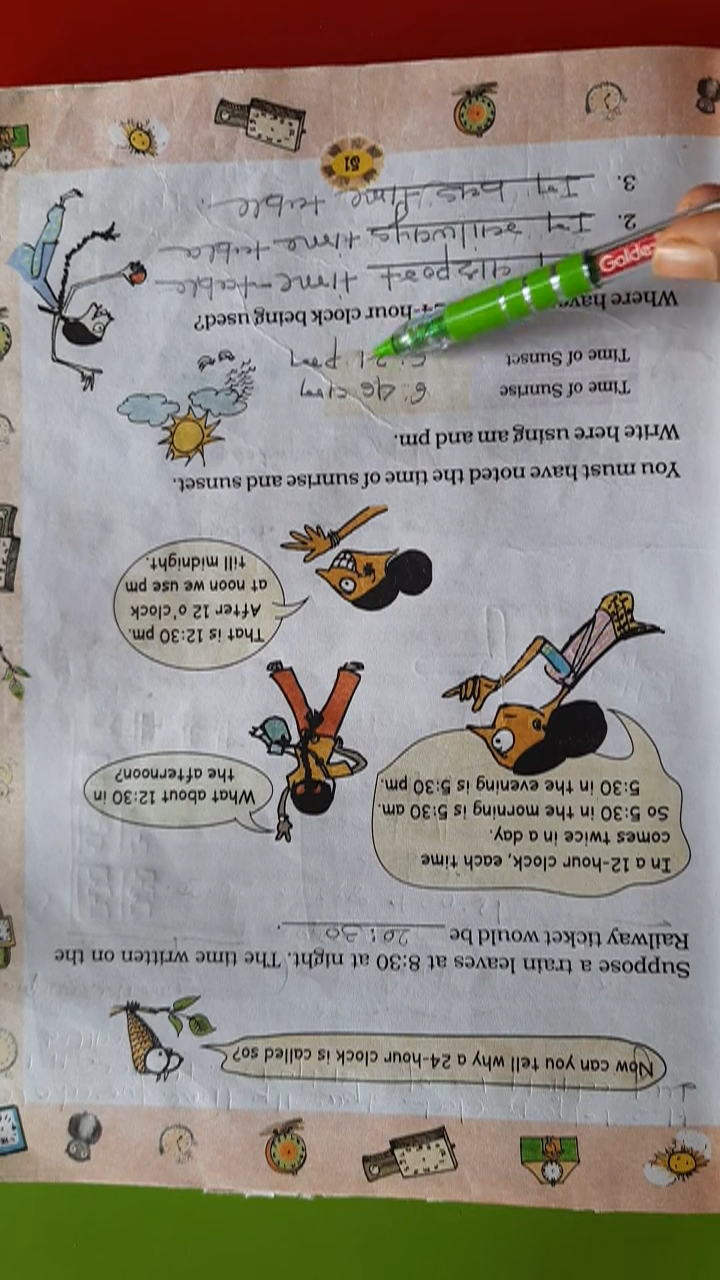 Now can you tell why a 24-hour clock is called so?
Suppose a train leaves at 8:30 at night. The time written on the
Railway ticket would be 20:30.
In a 12-hour clock, each time
comes twice in a day.
So 5:30 in the morning is 5:30 am.
5:30 in the evening is 5:30 pm.
What about 12:30 in
the afternoon?
That is 12:30 pm.
After 12 o'clock
at noon we use pm
till midnight.
You must have noted the time of sunrise and sunset.
Write here using am and pm.
Time of Sunrise 6:46 am
Time of Sunset :21 pm
Where have 4-hour clock being used?
airport time-table
2. In railways time table
3. In bus time table.
51
Golde